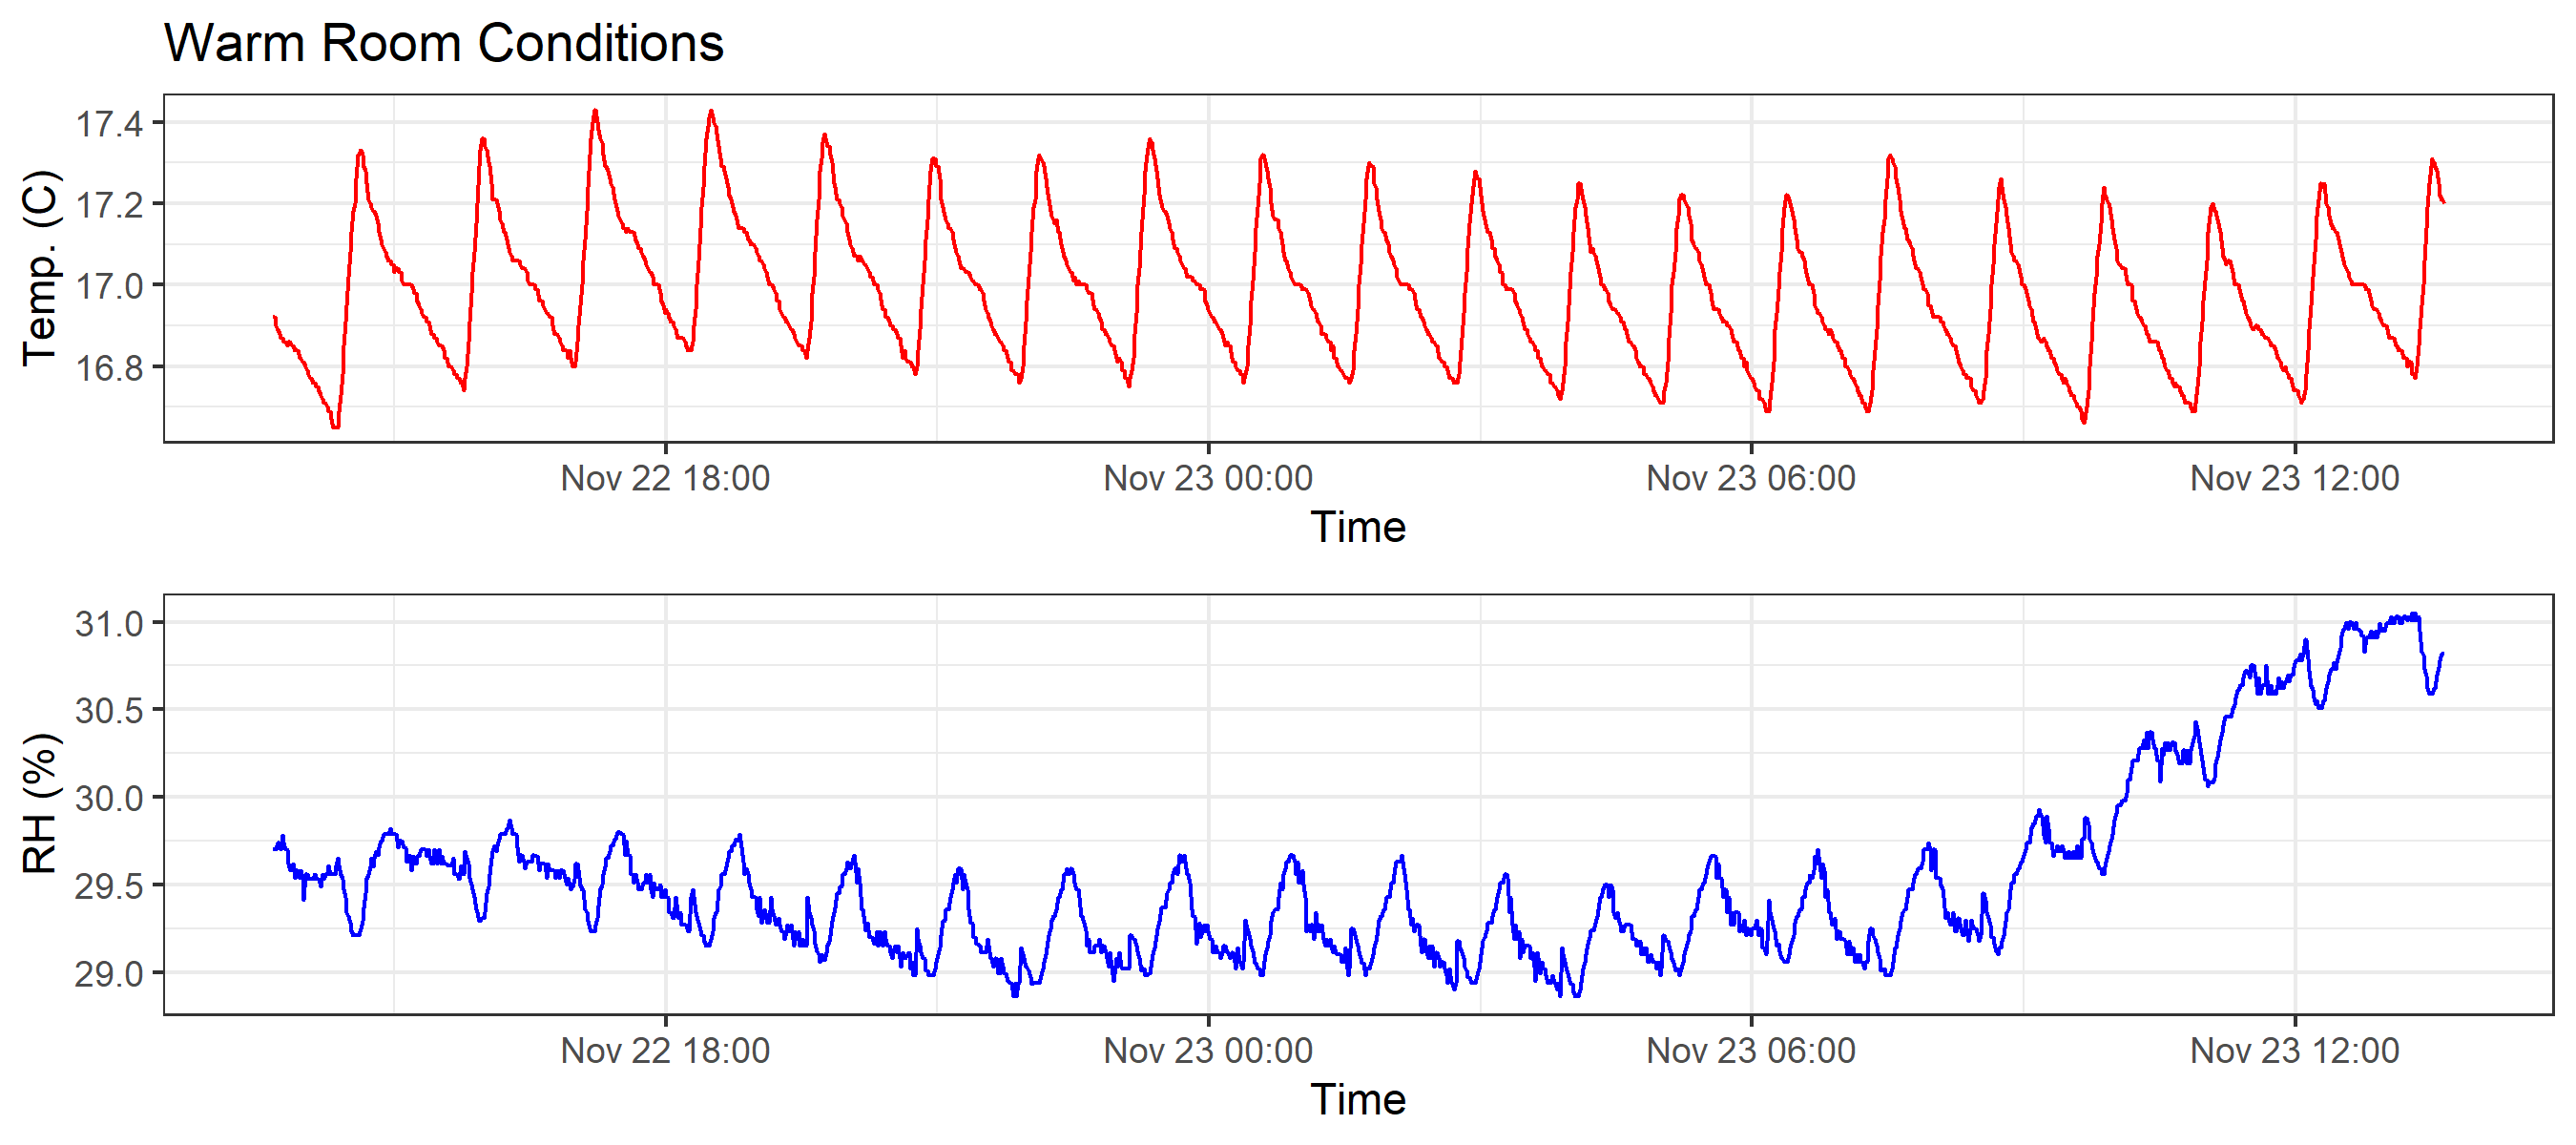 Warm Room Conditions
Temp. (C)
17.4
17.2
17.0
16.8
Nov 22 18:00 Nov 23 00:00 Nov 23 06:00 Nov 23 12:00
Time
RH (%)
31.0
30.5
30.0
29.5
29.0
Nov 22 18:00 Nov 23 00:00 Nov 23 06:00 Nov 23 12:00
Time